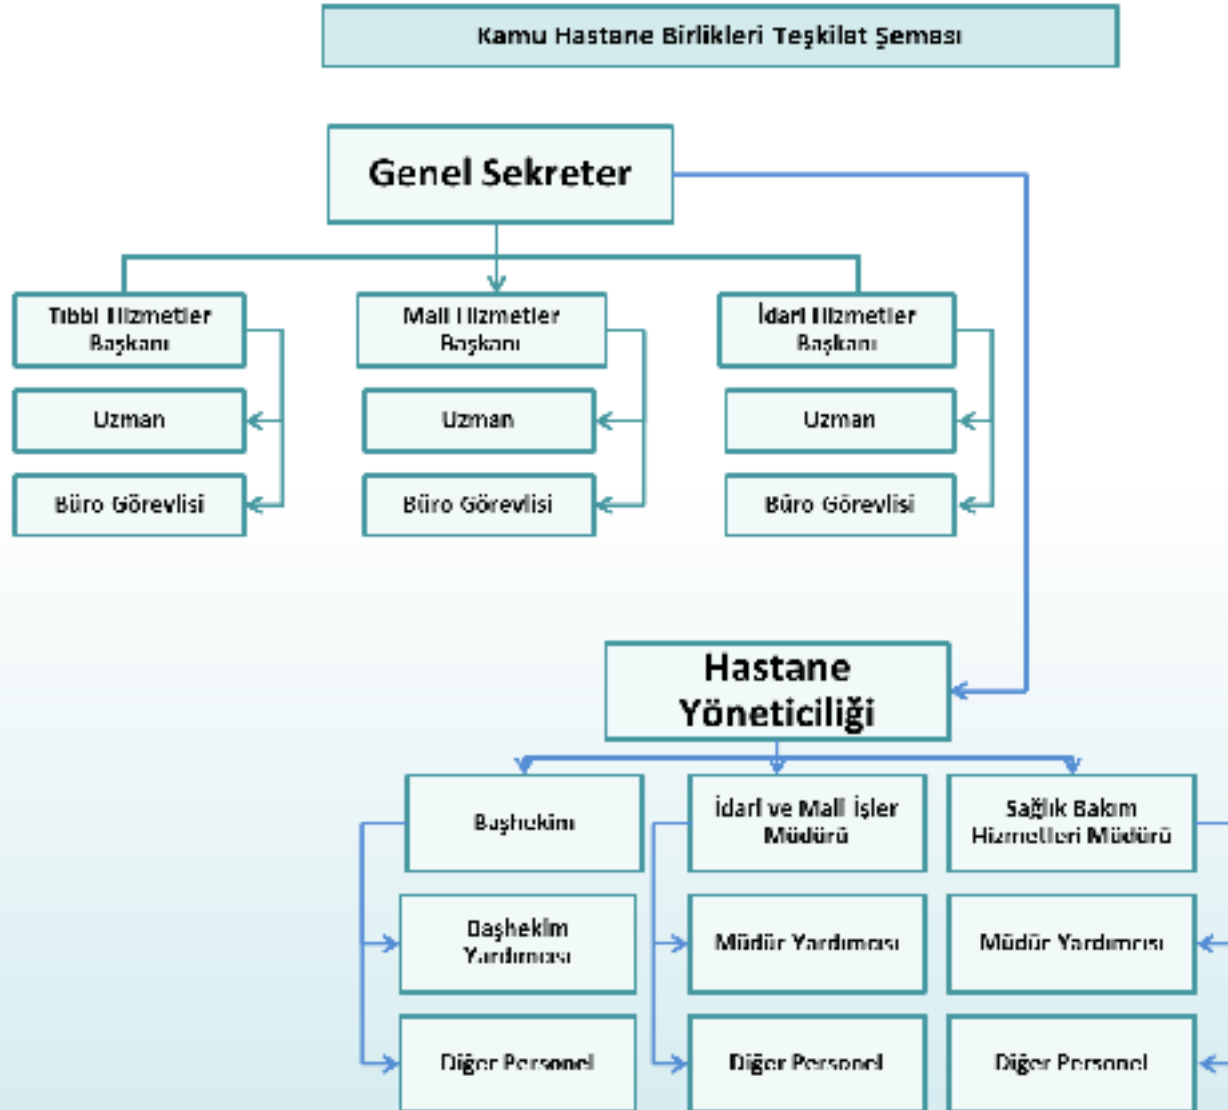 Kamu Hastane Birlikleri Teşkilat Şeması
Genel Sekreter
Tıbbi Hizmetler
Başkanı
Mali Hizmetler
Başkanı
İdari Hizmetler
Başkanı
Uzman
Uzman
Uzman
Büro Görevlisi
Büro Görevlisi
Büro Görevlisi
Hastane
Yöneticiliği
Başhekim
İdari ve Mali İşler
Müdürü
Sağlık Bakım
Hizmetleri Müdürü
Başhekim
Yardımcısı
Müdür Yardımcısı
Müdür Yardımcısı
Diğer Personel
Diğer Personel
Diğer Personel